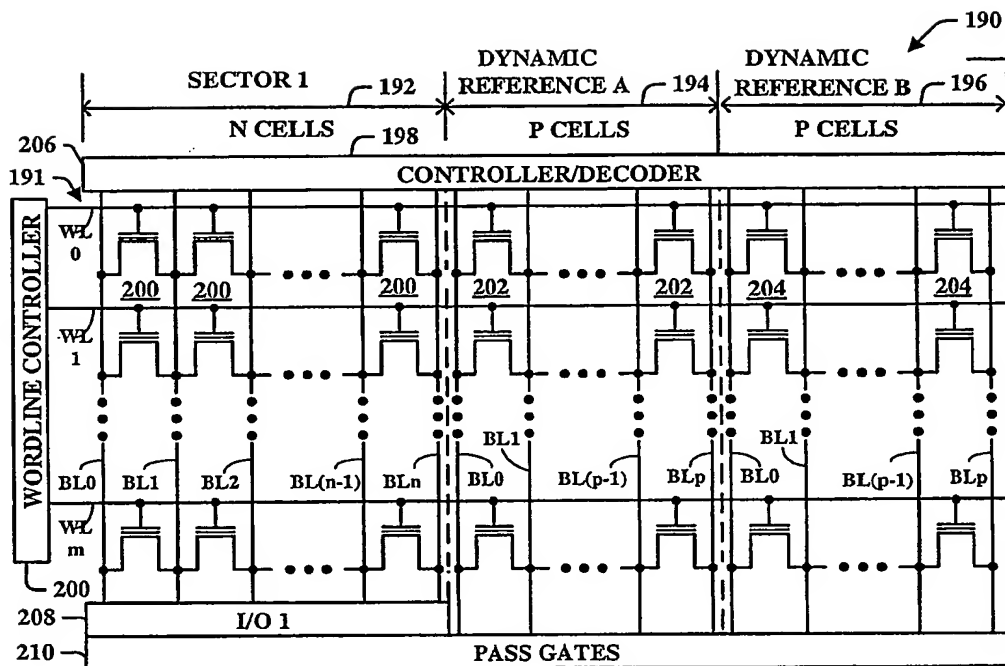 190
DYNAMIC REFERENCE A
DYNAMIC REFERENCE B
SECTOR 1
192
194
196
N CELLS
P CELLS
P CELLS
206
198
191
CONTROLLER/DECODER
WORDLINE CONTROLLER
WL 0
200 200 200 202 202 204 204
WL 1
BL0 BL1 BL2 BL(n-1) BLn BL0 BL1 BL(p-1) BLp BL0 BL1 BL(p-1) BLp
WL m
200
208
I/O 1
210
PASS GATES